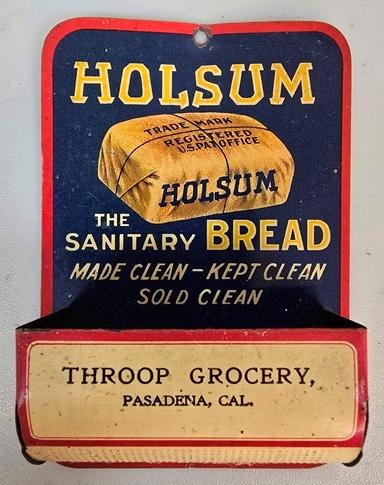 HOLSUM
TRADE MARK
REGISTERED
U.S.PAT.OFFICE
HOLSUM
THE
SANITARY BREAD
MADE CLEAN - KEPT CLEAN
SOLD CLEAN
THROOP GROCERY,
PASADENA, CAL.